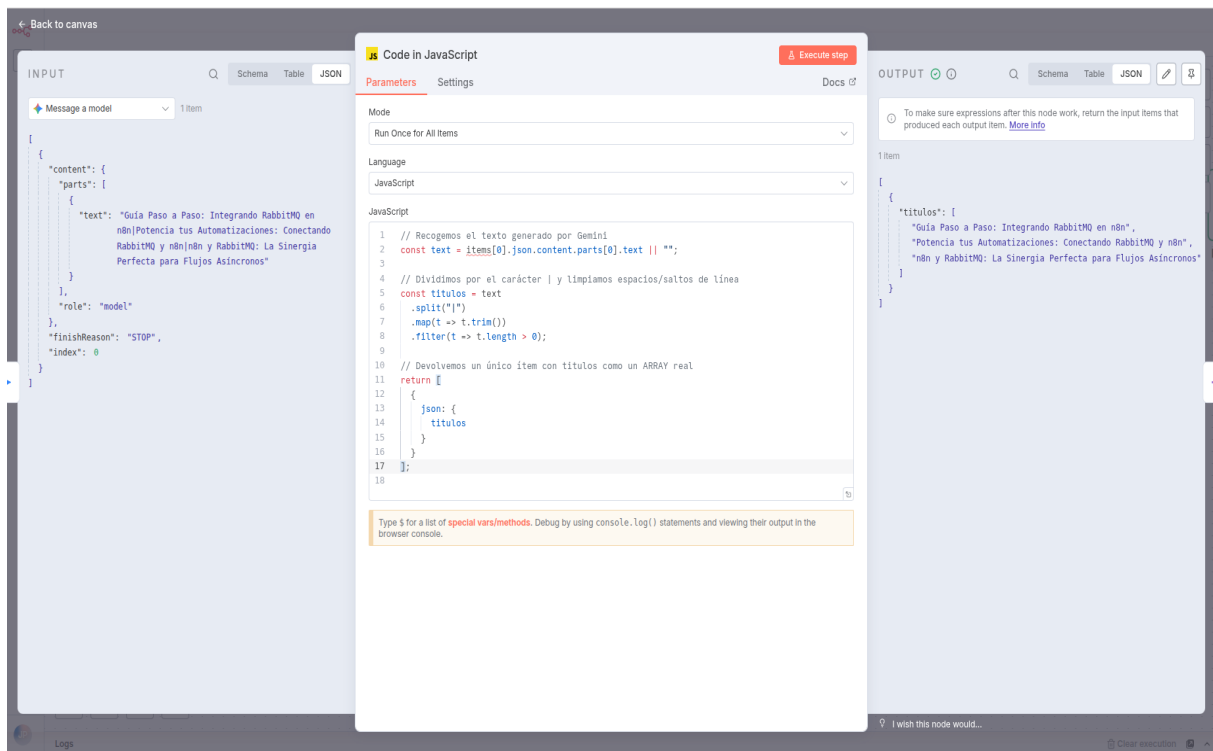 ← Back to canvas
INPUT
Schema Table JSON
Message a model
1 item
[
{
"content": {
"parts": [
{
"text": "Guía Paso a Paso: Integrando RabbitMQ en
n8n|Potencia tus Automatizaciones: Conectando
RabbitMQ y n8n|n8n y RabbitMQ: La Sinergia
Perfecta para Flujos Asíncronos"
}
],
"role": "model"
},
"finishReason": "STOP",
"index": 0
}
]
JS Code in JavaScript
Execute step
Parameters Settings
Docs
Mode
Run Once for All Items
Language
JavaScript
JavaScript
1 // Recogemos el texto generado por Gemini
2 const text = items[0].json.content.parts[0].text || "";
3
4 // Dividimos por el carácter | y limpiamos espacios/saltos de línea
5 const titulos = text
6 .split("|")
7 .map(t => t.trim())
8 .filter(t => t.length > 0);
9
10 // Devolvemos un único ítem con titulos como un ARRAY real
11 return [
12 {
13 json: {
14 titulos
15 }
16 }
17 ];
18
Type $ for a list of special vars/methods. Debug by using console.log() statements and viewing their output in the
browser console.
OUTPUT
Schema Table JSON
To make sure expressions after this node work, return the input items that
produced each output item. More info
1 item
[
{
"titulos": [
"Guía Paso a Paso: Integrando RabbitMQ en n8n",
"Potencia tus Automatizaciones: Conectando RabbitMQ y n8n",
"n8n y RabbitMQ: La Sinergia Perfecta para Flujos Asíncronos"
]
}
]
I wish this node would...
Logs
Clear execution